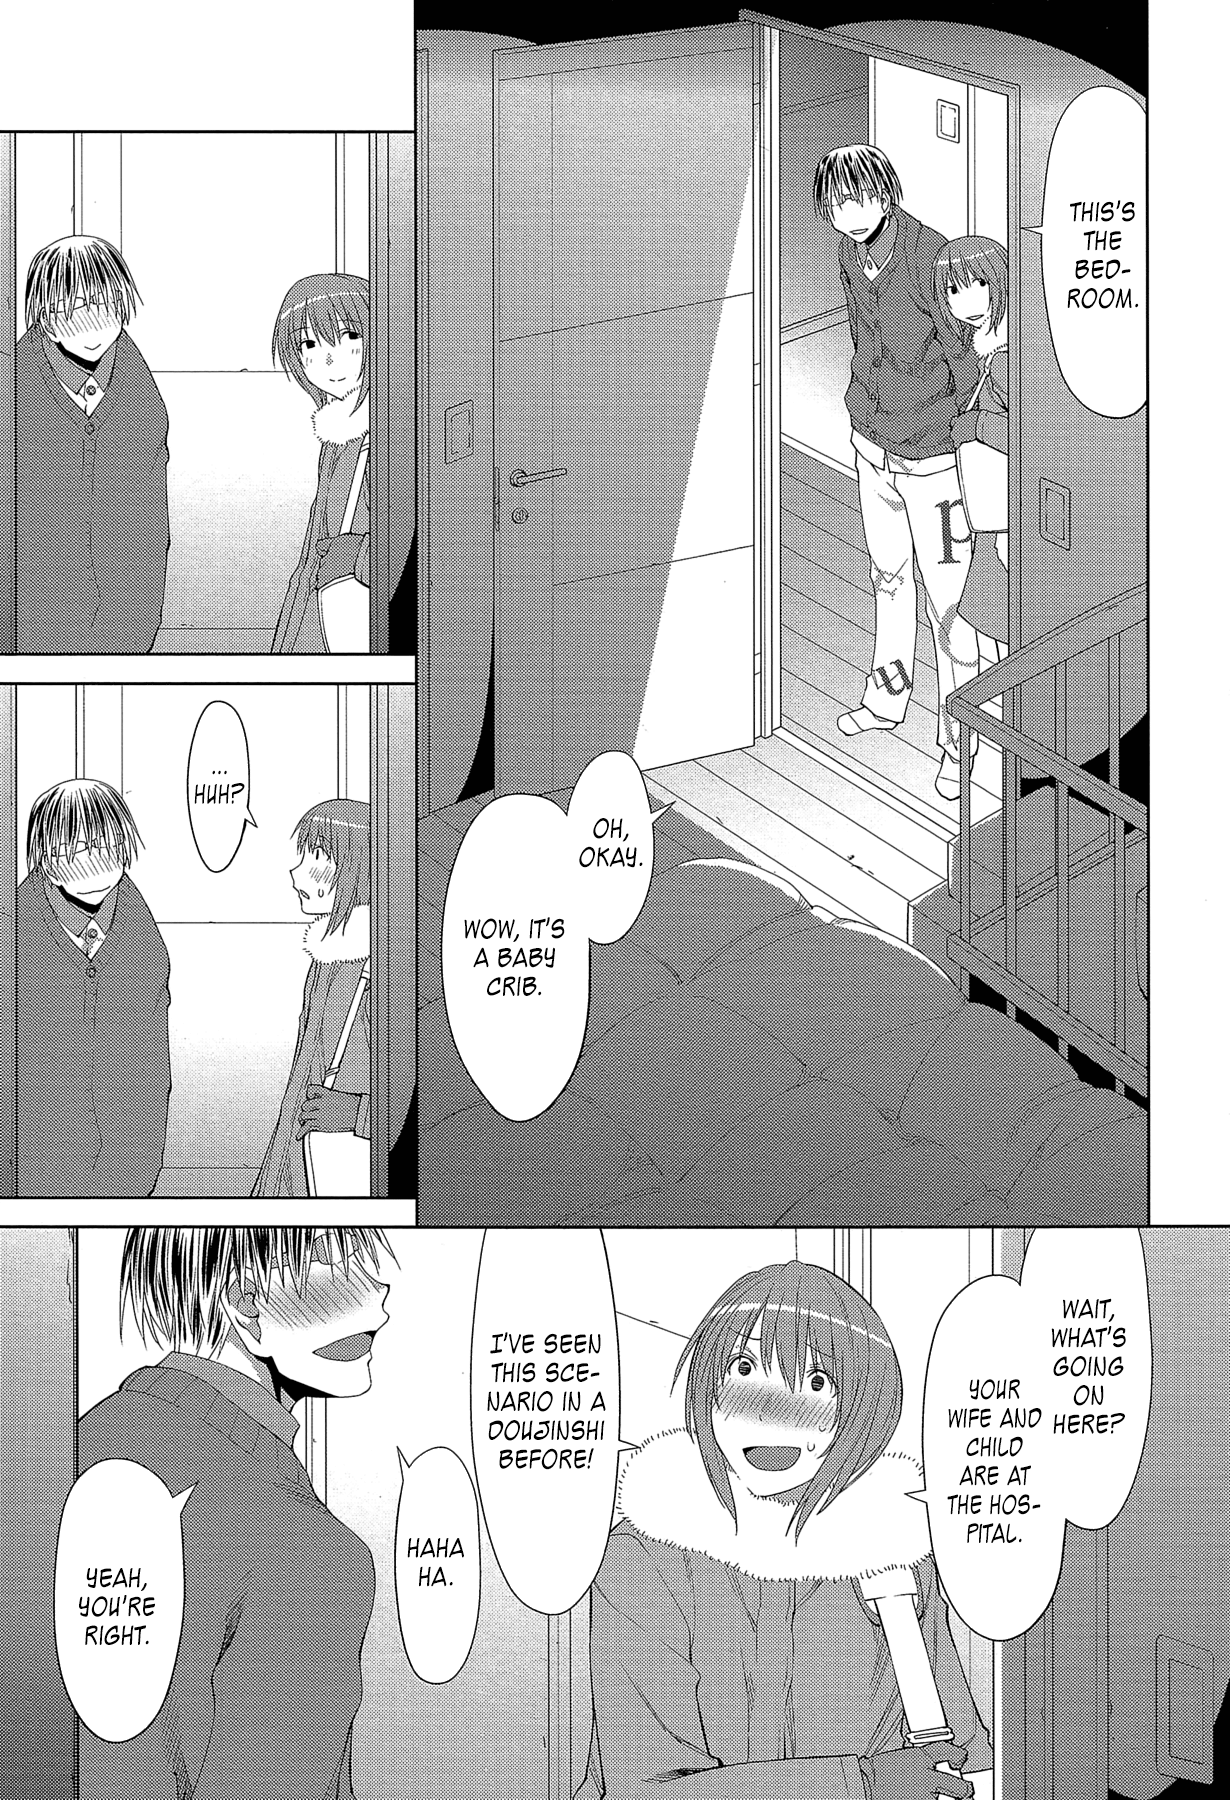 THIS'S
THE
BED-
ROOM.
OH,
OKAY.
WOW, IT'S
A BABY
CRIB.
p
u
...
HUH?
WAIT,
WHAT'S
GOING
ON
HERE?
YOUR
WIFE AND
CHILD
ARE AT
THE HOS-
PITAL.
I'VE SEEN
THIS SCE-
NARIO IN A
DOUJINSHI
BEFORE!
HAHA
HA.
YEAH,
YOU'RE
RIGHT.